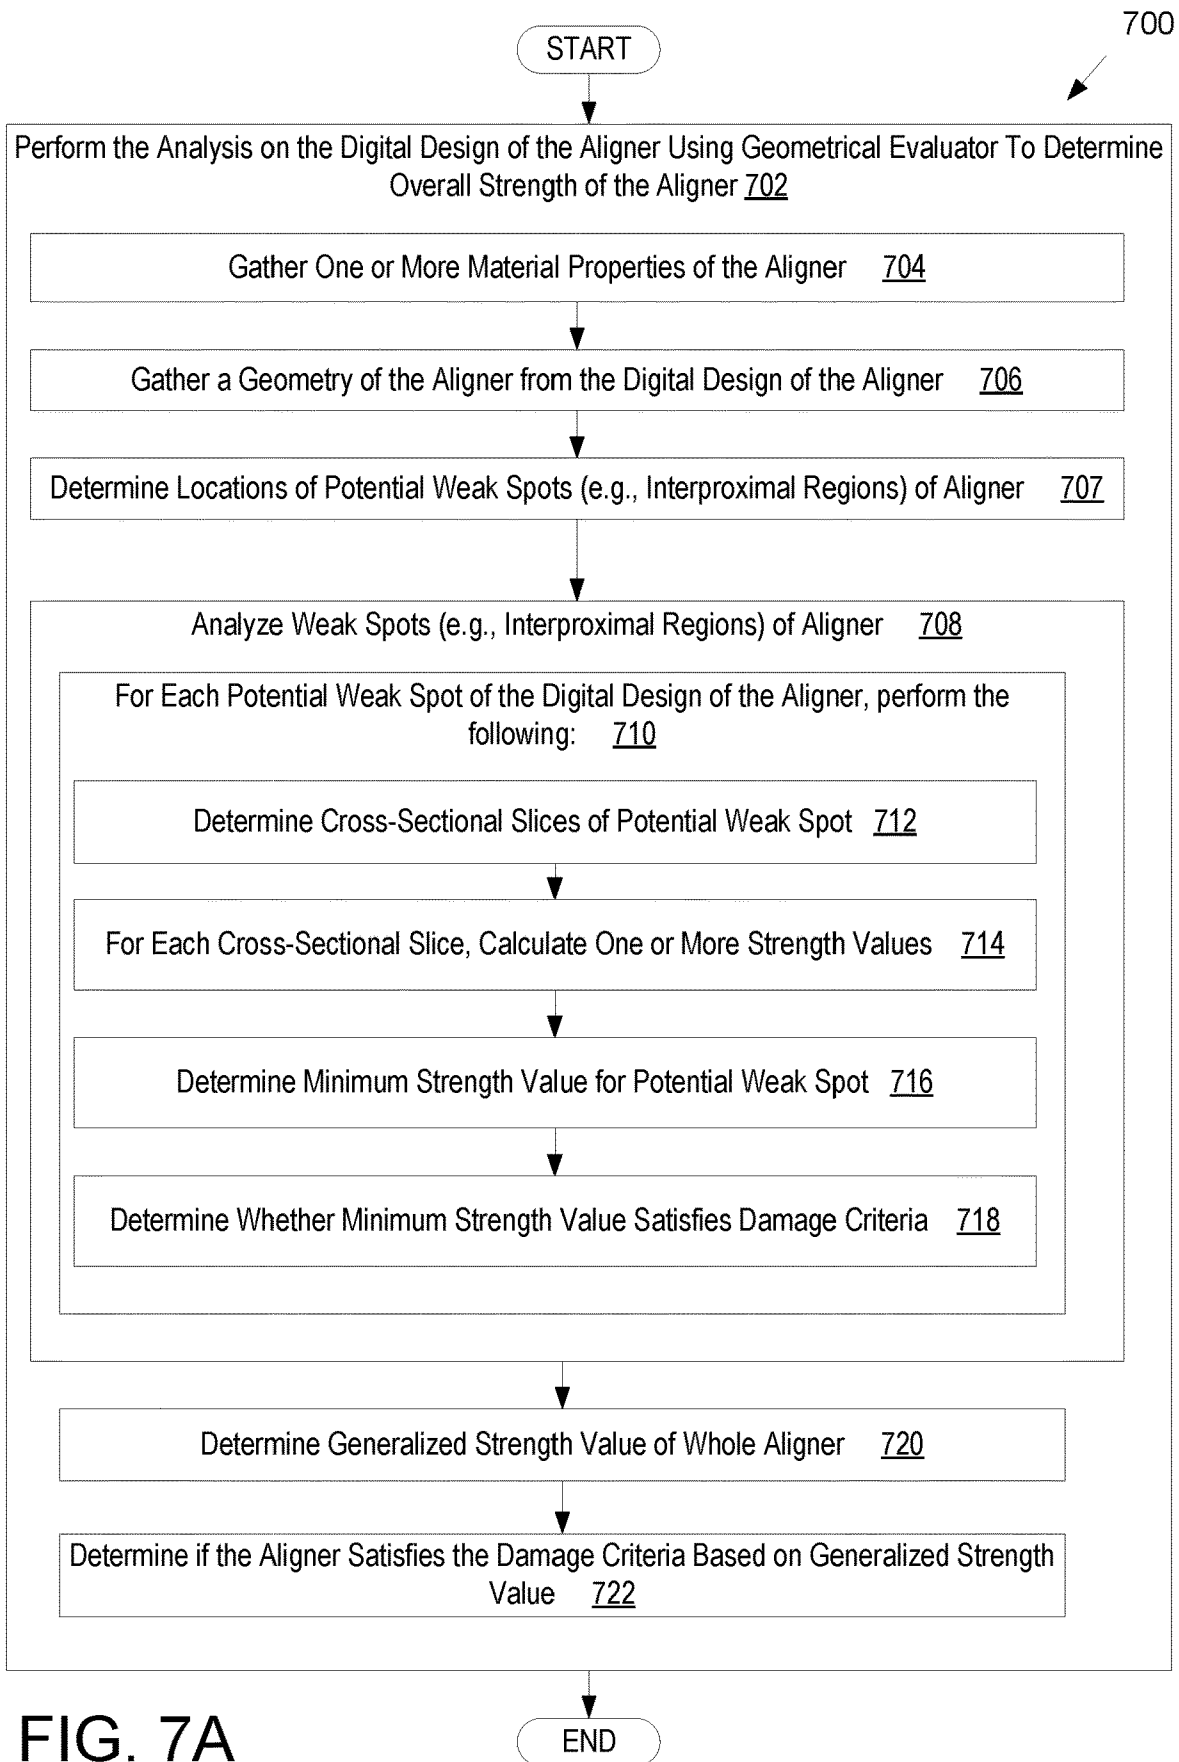 700
START
Perform the Analysis on the Digital Design of the Aligner Using Geometrical Evaluator To Determine
Overall Strength of the Aligner 702
Gather One or More Material Properties of the Aligner 704
Gather a Geometry of the Aligner from the Digital Design of the Aligner 706
Determine Locations of Potential Weak Spots (e.g., Interproximal Regions) of Aligner 707
Analyze Weak Spots (e.g., Interproximal Regions) of Aligner 708
For Each Potential Weak Spot of the Digital Design of the Aligner, perform the
following: 710
Determine Cross-Sectional Slices of Potential Weak Spot 712
For Each Cross-Sectional Slice, Calculate One or More Strength Values 714
Determine Minimum Strength Value for Potential Weak Spot 716
Determine Whether Minimum Strength Value Satisfies Damage Criteria 718
Determine Generalized Strength Value of Whole Aligner 720
Determine if the Aligner Satisfies the Damage Criteria Based on Generalized Strength
Value 722
END
FIG. 7A